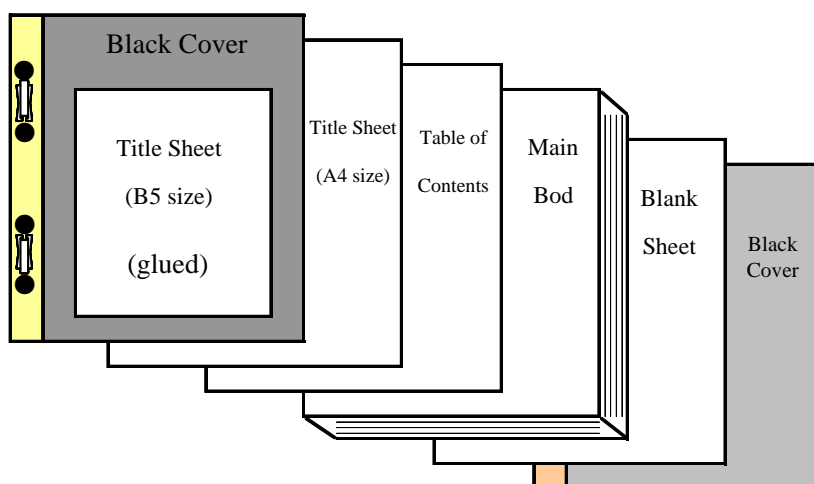 Black Cover
Title Sheet
(B5 size)
(glued)
Title Sheet
(A4 size)
Table of
Contents
Main
Bod
Blank
Sheet
Black
Cover